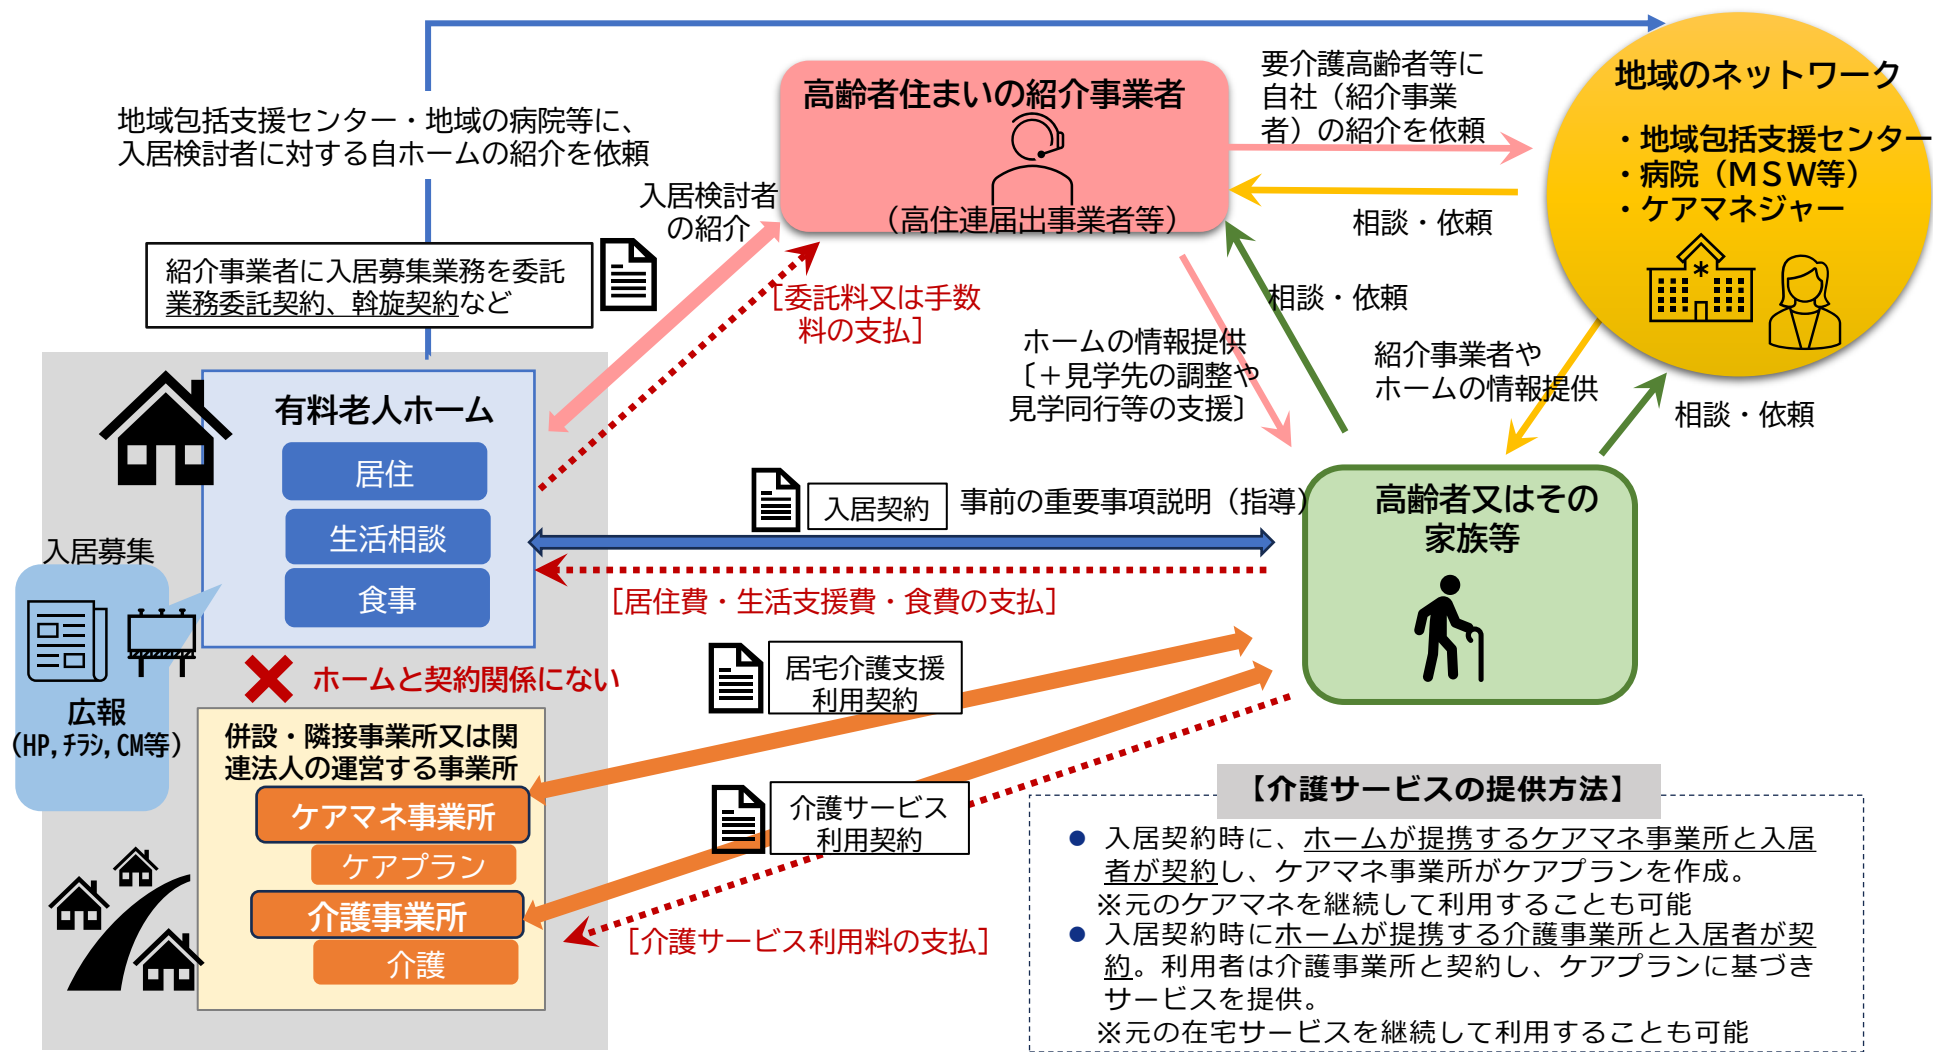 地域包括支援センター・地域の病院等に、
入居検討者に対する自ホームの紹介を依頼
高齢者住まいの紹介事業者
（高住連届出事業者等）
要介護高齢者等に
自社（紹介事業
者）の紹介を依頼
地域のネットワーク
・地域包括支援センター
・病院（ＭＳＷ等）
・ケアマネジャー
相談・依頼
入居検討者
の紹介
紹介事業者に入居募集業務を委託
業務委託契約、斡旋契約など
［委託料又は手数
料の支払］
相談・依頼
ホームの情報提供
〔＋見学先の調整や
見学同行等の支援〕
紹介事業者や
ホームの情報提供
相談・依頼
有料老人ホーム
居住
生活相談
食事
入居契約
事前の重要事項説明（指導）
高齢者又はその
家族等
［居住費・生活支援費・食費の支払］
入居募集
広報
（HP,ﾁﾗｼ,CM等）
ホームと契約関係にない
居宅介護支援
利用契約
併設・隣接事業所又は関
連法人の運営する事業所
ケアマネ事業所
ケアプラン
介護事業所
介護
介護サービス
利用契約
［介護サービス利用料の支払］
【介護サービスの提供方法】
● 入居契約時に、ホームが提携するケアマネ事業所と入居
者が契約し、ケアマネ事業所がケアプランを作成。
※元のケアマネを継続して利用することも可能
● 入居契約時にホームが提携する介護事業所と入居者が契
約。利用者は介護事業所と契約し、ケアプランに基づき
サービスを提供。
※元の在宅サービスを継続して利用することも可能